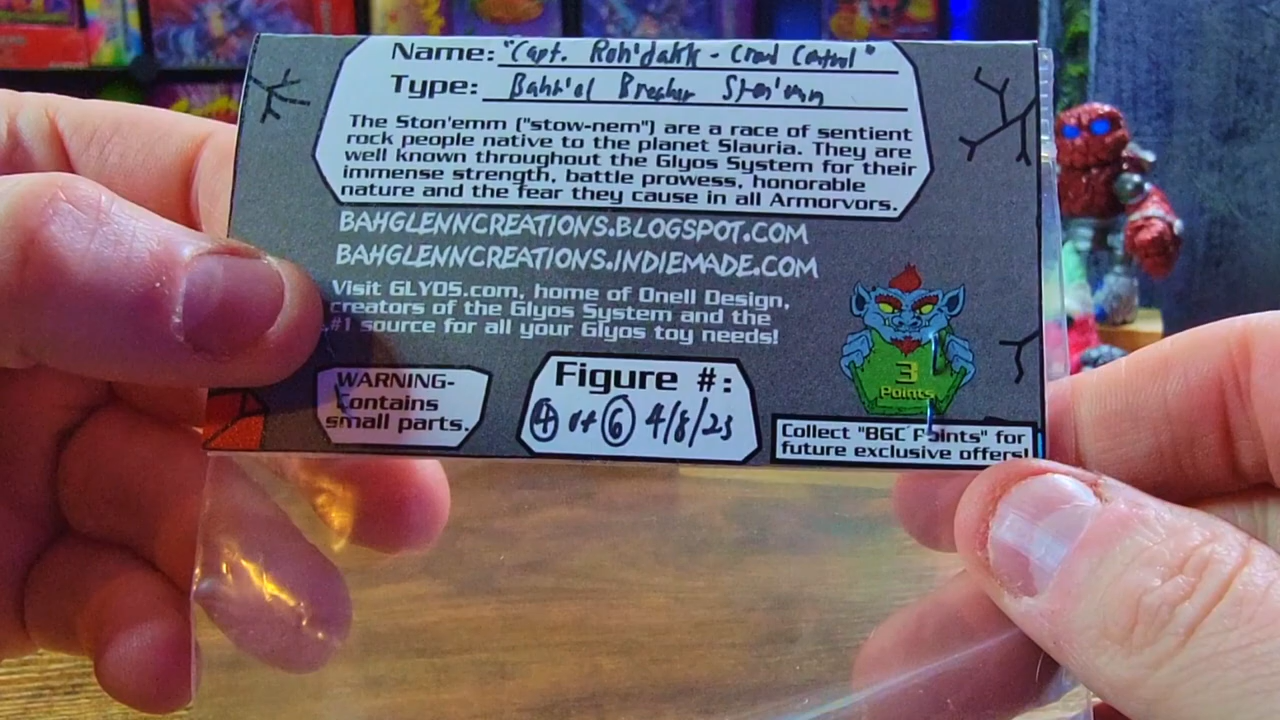 Name: "Capt. Roh'dakk - Crowd Control"
Type: Bahk'ol Breaker Ston'emm
The Ston'emm ("stow-nem") are a race of sentient
rock people native to the planet Slauria. They are
well known throughout the Glyos System for their
immense strength, battle prowess, honorable
nature and the fear they cause in all Armorvors.
BAHGLENNCREATIONS.BLOGSPOT.COM
BAHGLENNCREATIONS.INDIEMADE.COM
Visit GLYOS.com, home of Onell Design,
creators of the Glyos System and the
#1 source for all your Glyos toy needs!
WARNING-
Contains
small parts.
Figure #:
4 of 6 4/8/23
3
Points
Collect "BGC Points" for
future exclusive offers!